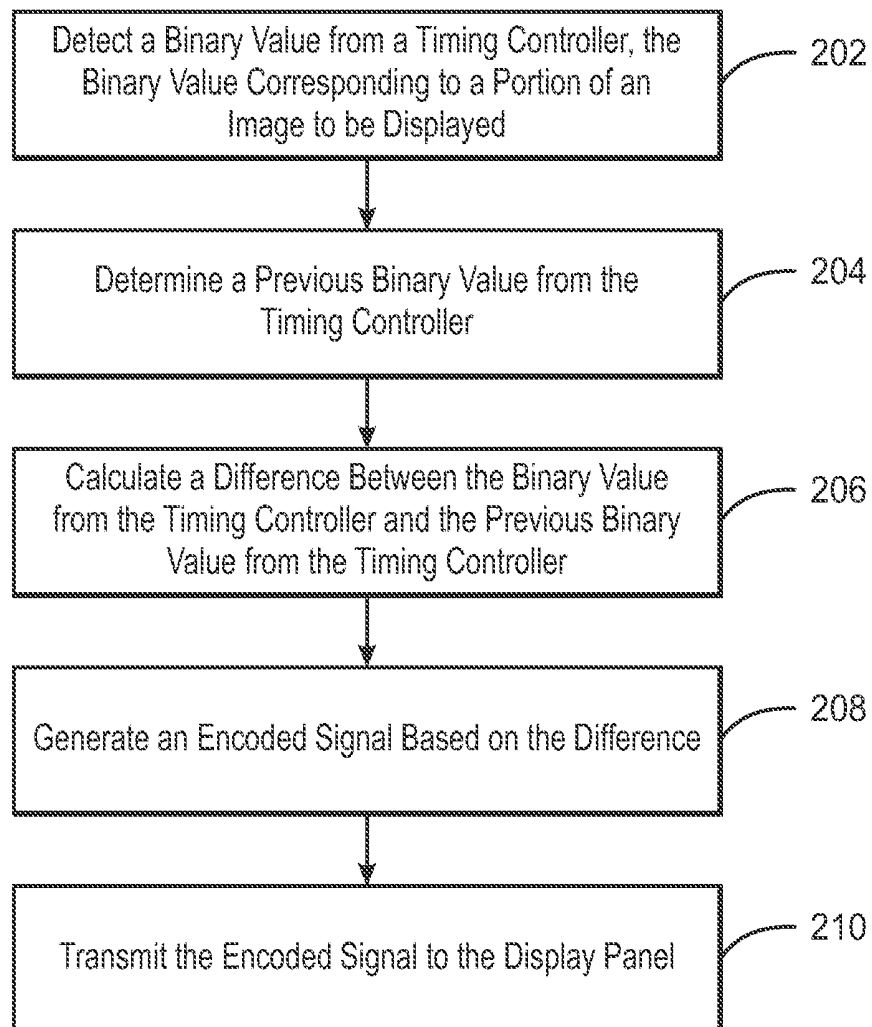 Detect a Binary Value from a Timing Controller, the
Binary Value Corresponding to a Portion of an
Image to be Displayed
202
Determine a Previous Binary Value from the
Timing Controller
204
Calculate a Difference Between the Binary Value
from the Timing Controller and the Previous Binary
Value from the Timing Controller
206
Generate an Encoded Signal Based on the Difference
208
Transmit the Encoded Signal to the Display Panel
210